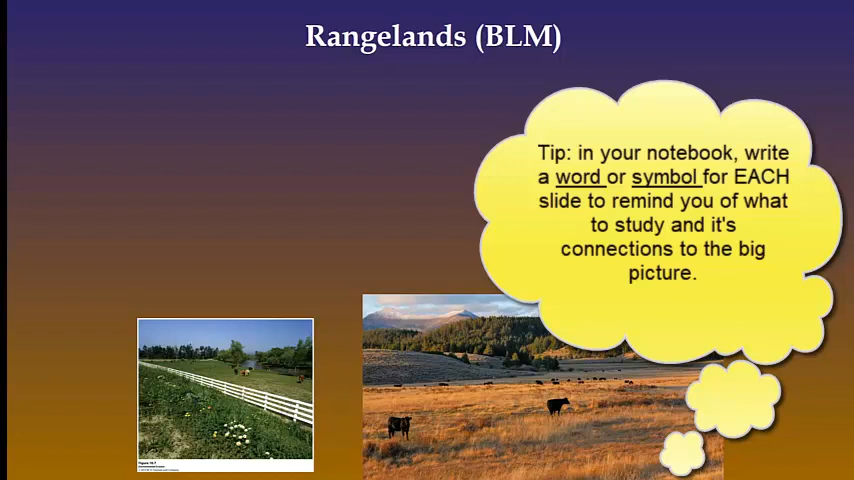 Rangelands (BLM)
Tip: in your notebook, write
a word or symbol for EACH
slide to remind you of what
to study and it's
connections to the big
picture.